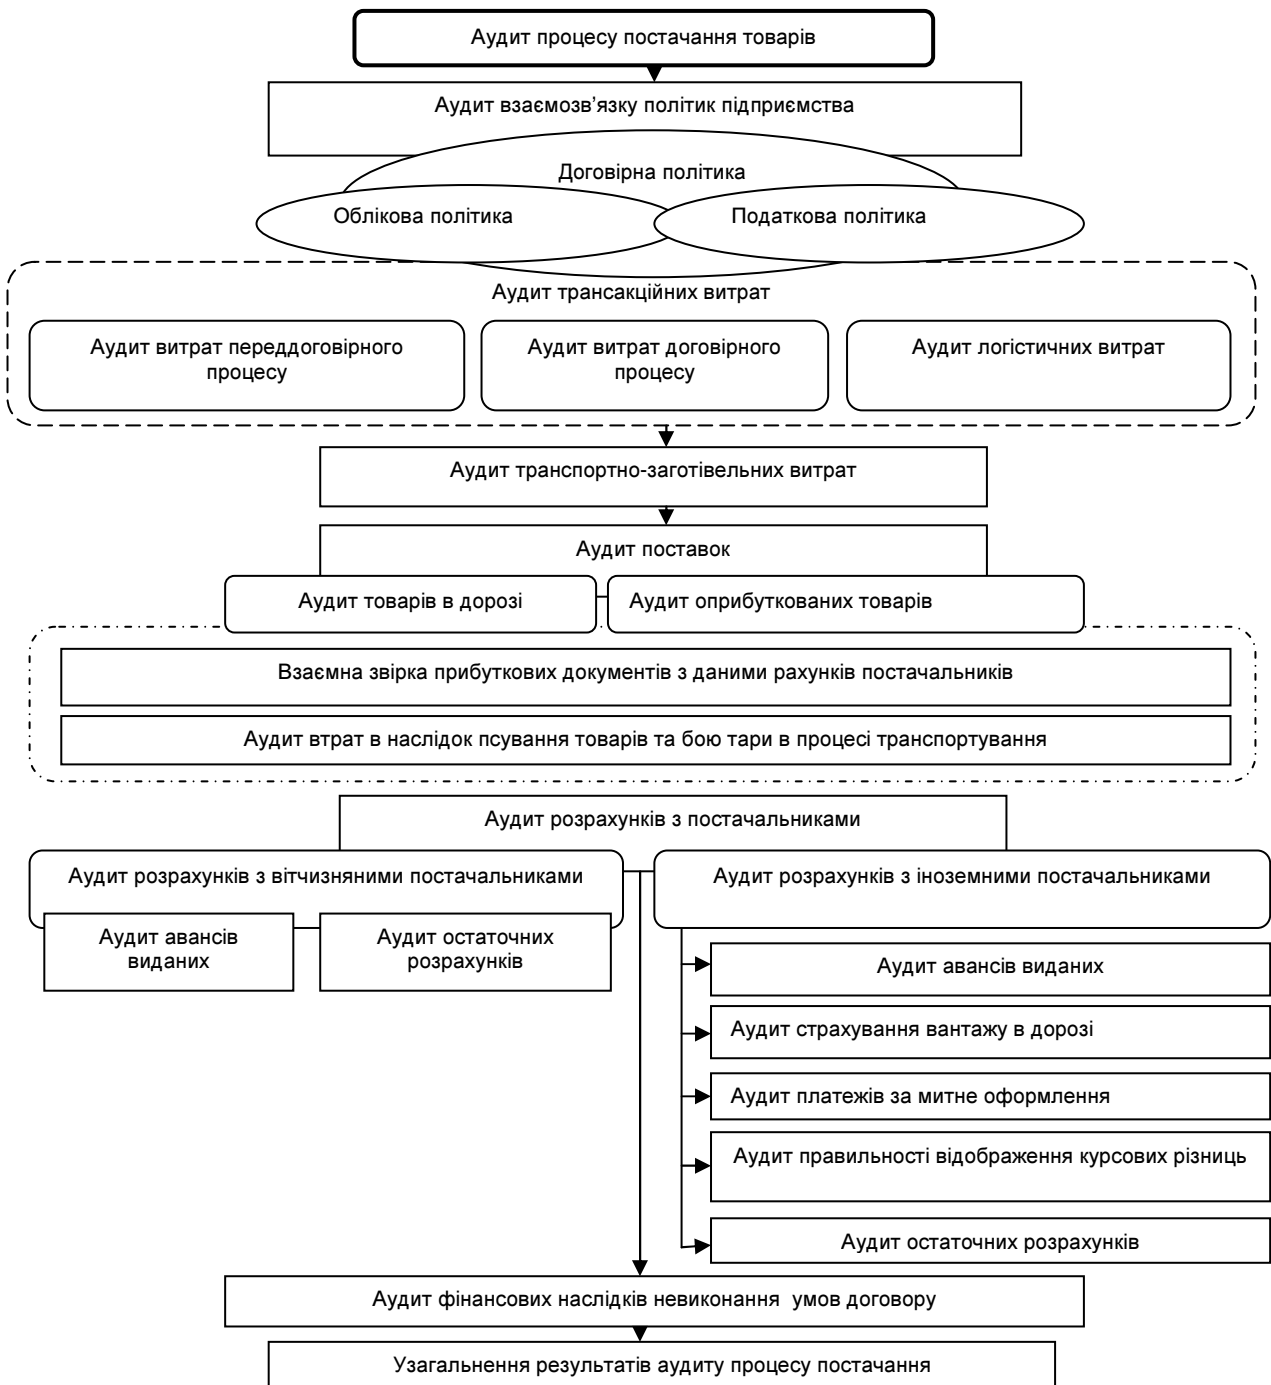 Аудит процесу постачання товарів
Аудит взаємозв’язку політик підприємства
Договірна політика
Облікова політика
Податкова політика
Аудит трансакційних витрат
Аудит витрат переддоговірного
процесу
Аудит витрат договірного
процесу
Аудит логістичних витрат
Аудит транспортно-заготівельних витрат
Аудит поставок
Аудит товарів в дорозі
Аудит оприбуткованих товарів
Взаємна звірка прибуткових документів з даними рахунків постачальників
Аудит втрат в наслідок псування товарів та бою тари в процесі транспортування
Аудит розрахунків з постачальниками
Аудит розрахунків з вітчизняними постачальниками
Аудит розрахунків з іноземними постачальниками
Аудит авансів
виданих
Аудит остаточних
розрахунків
Аудит авансів виданих
Аудит страхування вантажу в дорозі
Аудит платежів за митне оформлення
Аудит правильності відображення курсових різниць
Аудит остаточних розрахунків
Аудит фінансових наслідків невиконання  умов договору
Узагальнення результатів аудиту процесу постачання